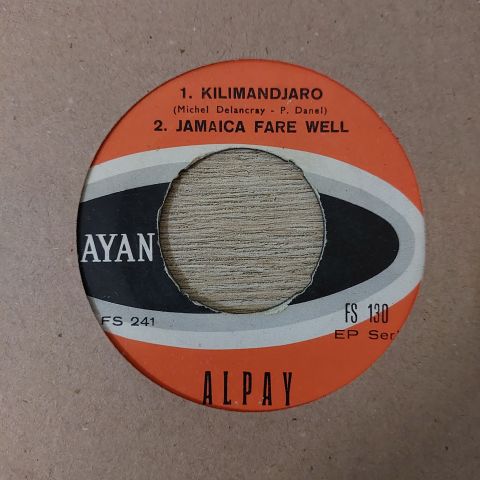 1. KILIMANDJARO
(Michel Delancray - P. Danel)
2. JAMAICA FARE WELL
AYAN
FS 241
FS 130
EP Ser
ALPAY